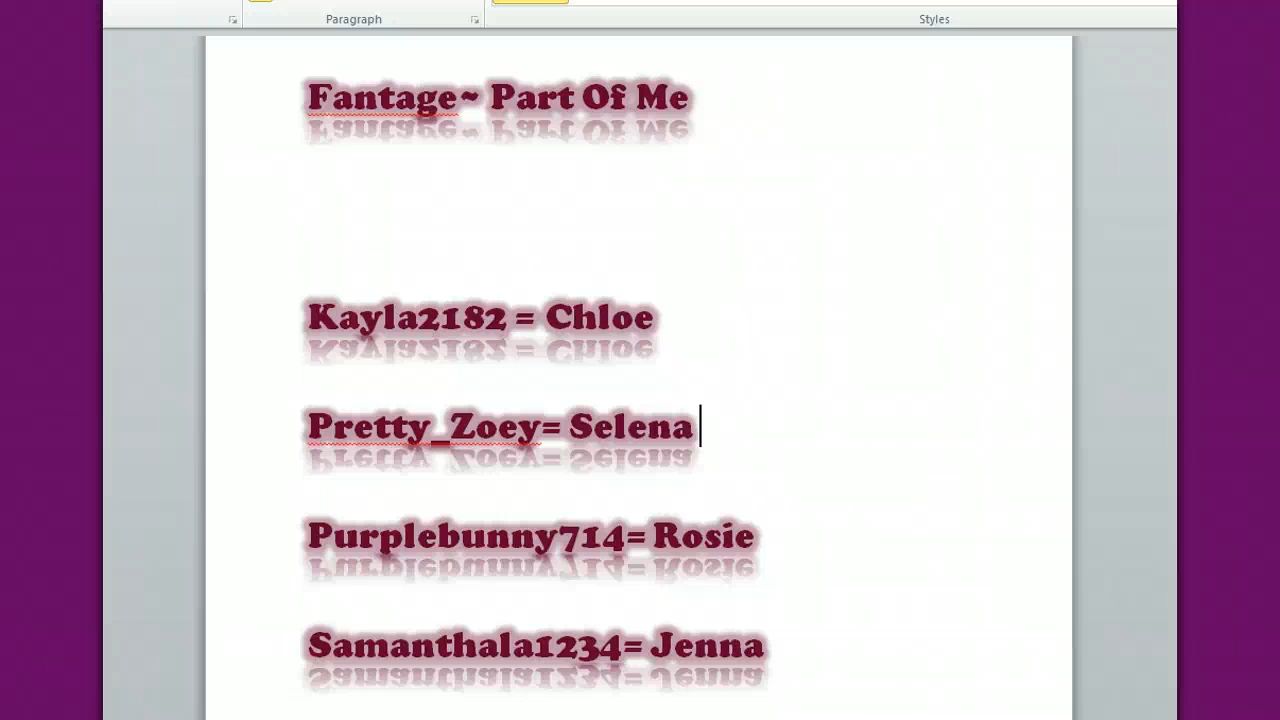 Paragraph
Styles
Fantage~ Part Of Me
Kayla2182 = Chloe
Pretty_Zoey= Selena
Purplebunny714= Rosie
Samanthala1234= Jenna